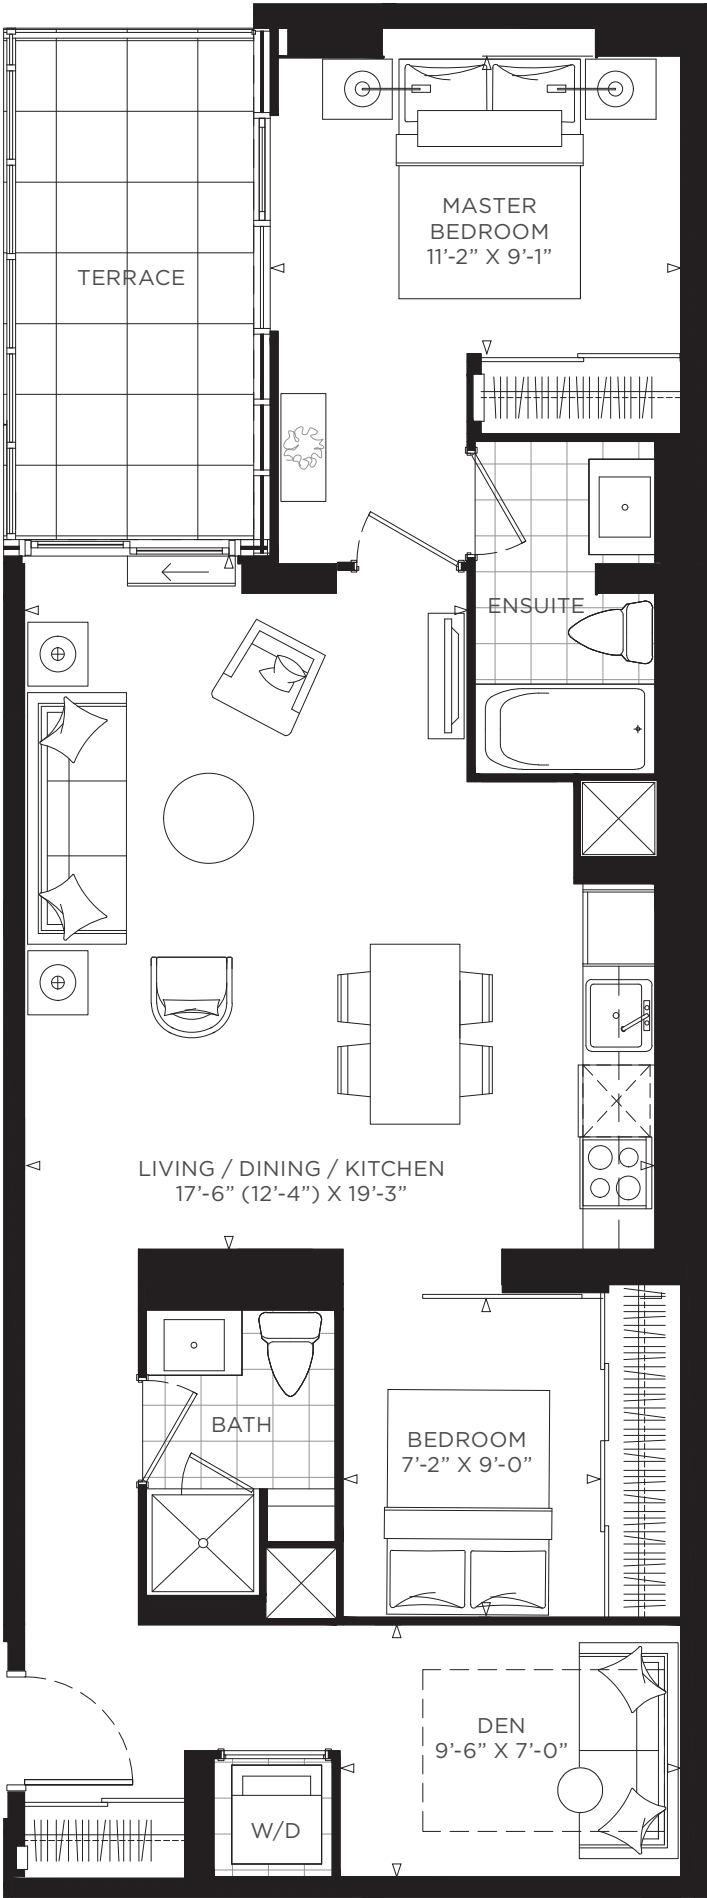 MASTER
BEDROOM
11’-2” X 9’-1”
TERRACE
ENSUITE
LIVING / DINING / KITCHEN
17’-6” (12’-4”) X 19’-3”
BATH
BEDROOM
7’-2” X 9’-0”
DEN
9’-6” X 7’-0”
W/D